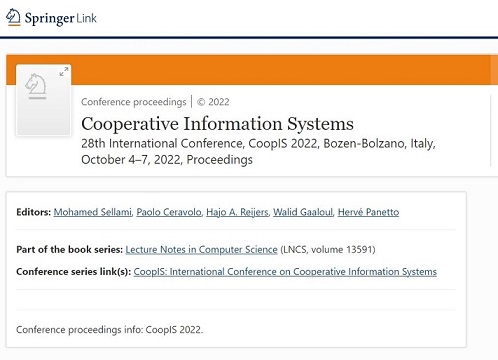 Springer Link
Conference proceedings | © 2022
Cooperative Information Systems
28th International Conference, CoopIS 2022, Bozen-Bolzano, Italy,
October 4–7, 2022, Proceedings
Editors: Mohamed Sellami, Paolo Ceravolo, Hajo A. Reijers, Walid Gaaloul, Hervé Panetto
Part of the book series: Lecture Notes in Computer Science (LNCS, volume 13591)
Conference series link(s): CoopIS: International Conference on Cooperative Information Systems
Conference proceedings info: CoopIS 2022.